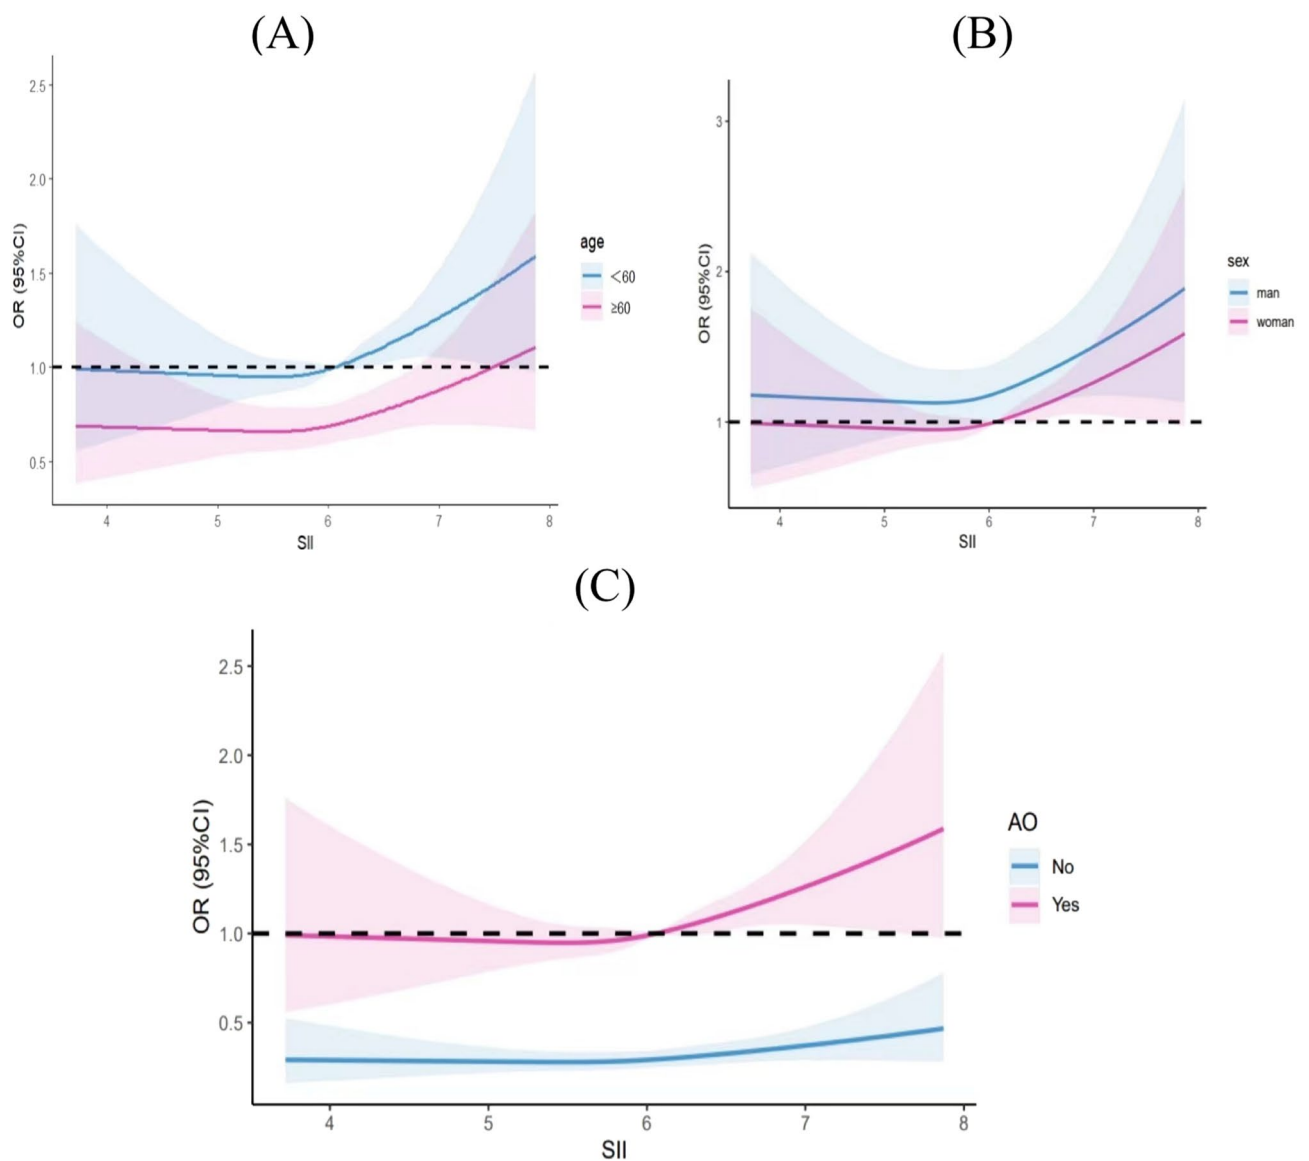 (A)
OR (95%CI)
2.5
2.0
1.5
1.0
0.5
4 5 6 7 8
SII
age
<60
≥60
(B)
OR (95%CI)
3
2
1
4 5 6 7 8
SII
sex
man
woman
(C)
OR (95%CI)
2.5
2.0
1.5
1.0
0.5
4 5 6 7 8
SII
AO
No
Yes